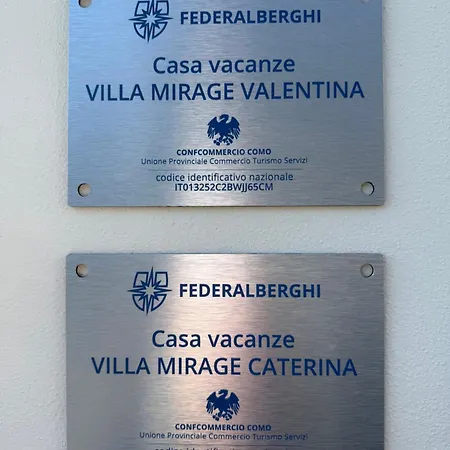 FEDERALBERGHI
Casa vacanze
VILLA MIRAGE VALENTINA
CONFCOMMERCIO COMO
Unione Provinciale Commercio Turismo Servizi
codice identificativo nazionale
IT013252C2BWJJ65CM
FEDERALBERGHI
Casa vacanze
VILLA MIRAGE CATERINA
CONFCOMMERCIO COMO
Unione Provinciale Commercio Turismo Servizi